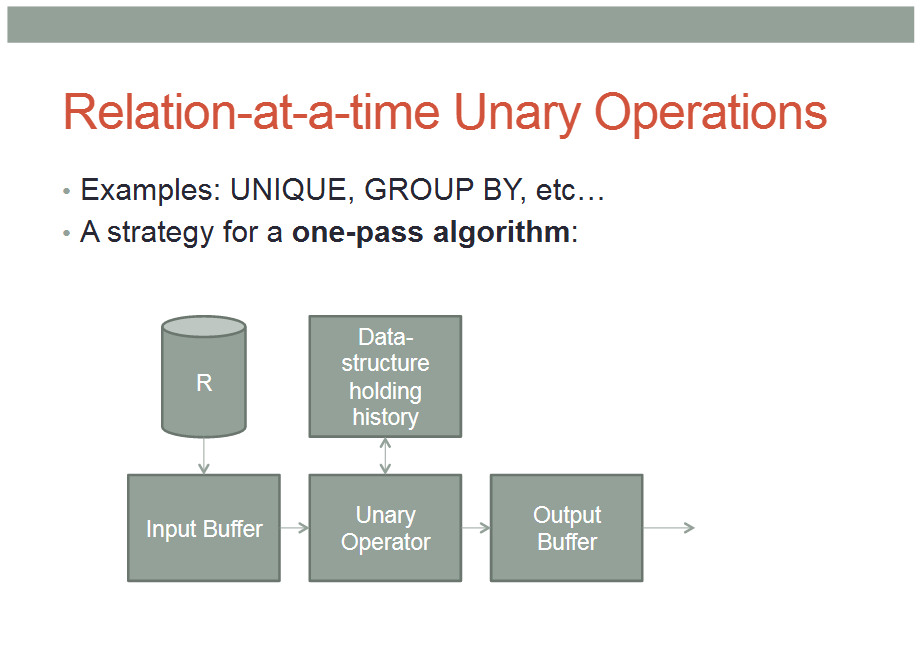 Relation-at-a-time Unary Operations
• Examples: UNIQUE, GROUP BY, etc…
• A strategy for a one-pass algorithm:
R
Data-
structure
holding
history
Input Buffer
Unary
Operator
Output
Buffer